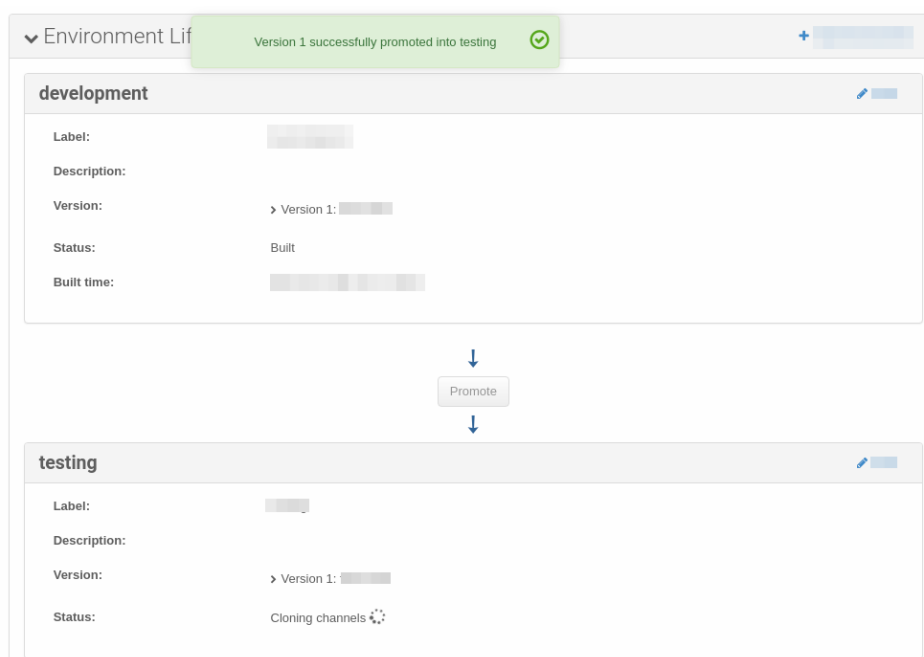 Environment Lif
Version 1 successfully promoted into testing
development
Label:
Description:
Version:
Version 1:
Status:
Built
Built time:
Promote
testing
Label:
Description:
Version:
Version 1:
Status:
Cloning channels